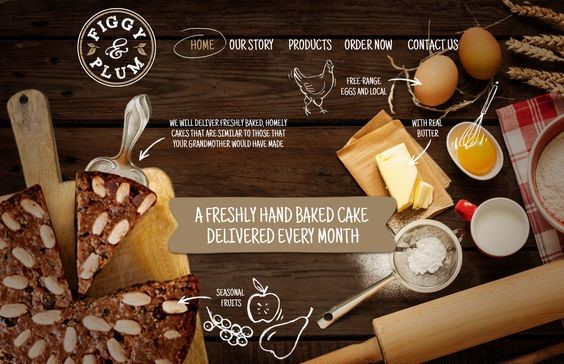 FIGGY
&
PLUM
HOME OUR STORY PRODUCTS ORDER NOW CONTACT US
FREE RANGE
EGGS AND LOCAL
WE WILL DELIVER FRESHLY BAKED, HOMELY
CAKES THAT ARE SIMILAR TO THOSE THAT
YOUR GRANDMOTHER WOULD HAVE MADE
WITH REAL
BUTTER
A FRESHLY HAND BAKED CAKE
DELIVERED EVERY MONTH
SEASONAL
FRUITS